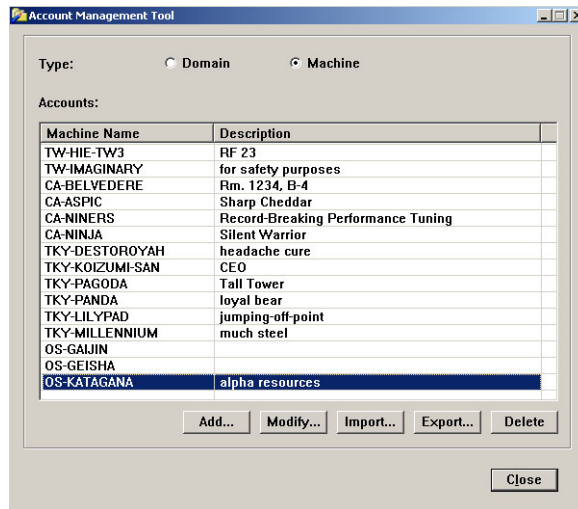 Account Management Tool
Type: Domain Machine
Accounts:
Machine Name Description
TW-HIE-TW3 RF 23
TW-IMAGINARY for safety purposes
CA-BELVEDERE Rm. 1234, B-4
CA-ASPIC Sharp Cheddar
CA-NINERS Record-Breaking Performance Tuning
CA-NINJA Silent Warrior
TKY-DESTOROYAH headache cure
TKY-KOIZUMI-SAN CEO
TKY-PAGODA Tall Tower
TKY-PANDA loyal bear
TKY-LILYPAD jumping-off-point
TKY-MILLENNIUM much steel
OS-GAIJIN
OS-GEISHA
OS-KATAGANA alpha resources
Add... Modify... Import... Export... Delete
Close